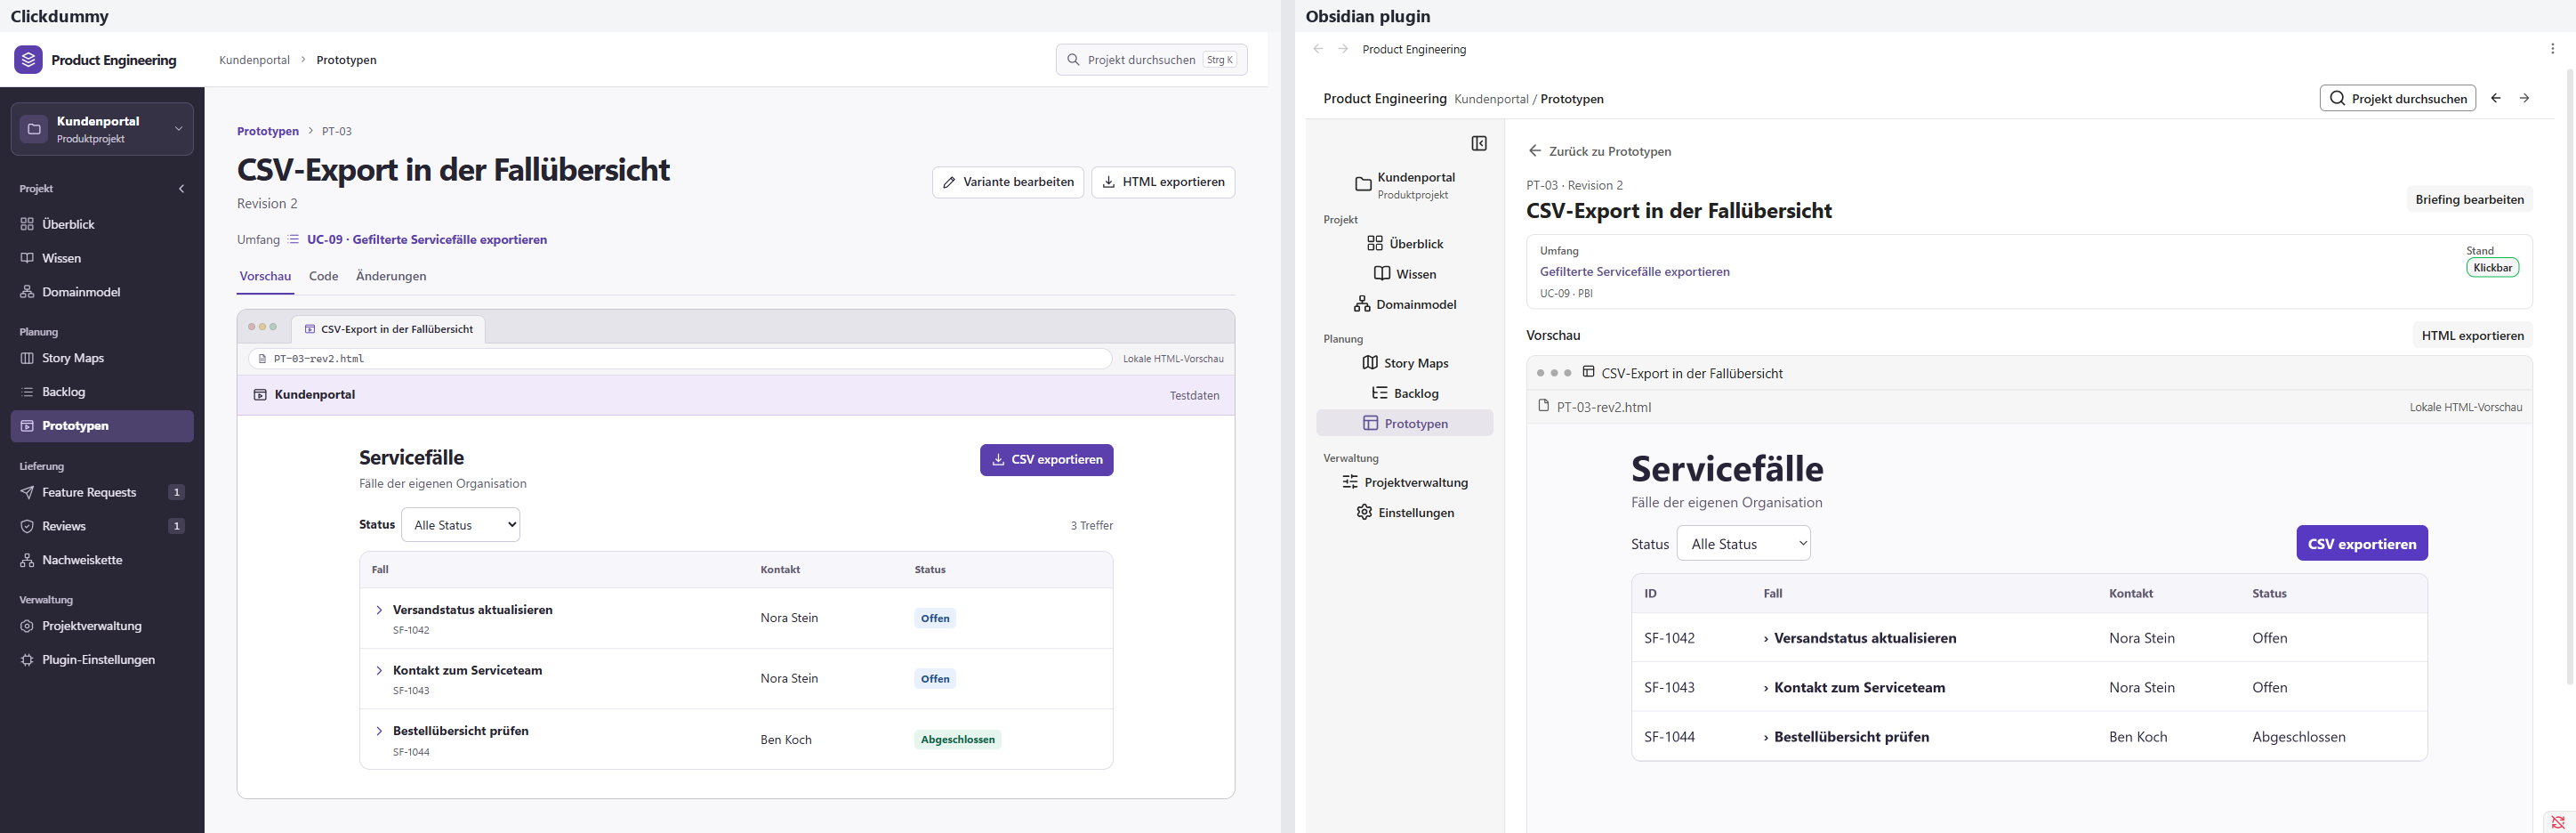 Clickdummy
Product Engineering
Kundenportal > Prototypen
Projekt durchsuchen Strg K
Kundenportal
Produktprojekt
Projekt
Überblick
Wissen
Domainmodel
Planung
Story Maps
Backlog
Prototypen
Lieferung
Feature Requests 1
Reviews 1
Nachweiskette
Verwaltung
Projektverwaltung
Plugin-Einstellungen
Prototypen > PT-03
CSV-Export in der Fallübersicht
Revision 2
Variante bearbeiten
HTML exportieren
Umfang UC-09 · Gefilterte Servicefälle exportieren
Vorschau Code Änderungen
CSV-Export in der Fallübersicht
PT-03-rev2.html
Lokale HTML-Vorschau
Kundenportal
Testdaten
Servicefälle
Fälle der eigenen Organisation
CSV exportieren
Status Alle Status
3 Treffer
Fall Kontakt Status
Versandstatus aktualisieren
SF-1042
Nora Stein
Offen
Kontakt zum Serviceteam
SF-1043
Nora Stein
Offen
Bestellübersicht prüfen
SF-1044
Ben Koch
Abgeschlossen
Obsidian plugin
Product Engineering
Product Engineering Kundenportal / Prototypen
Projekt durchsuchen
Kundenportal
Produktprojekt
Projekt
Überblick
Wissen
Domainmodel
Planung
Story Maps
Backlog
Prototypen
Verwaltung
Projektverwaltung
Einstellungen
Zurück zu Prototypen
PT-03 · Revision 2
CSV-Export in der Fallübersicht
Briefing bearbeiten
Umfang
Gefilterte Servicefälle exportieren
UC-09 · PBI
Stand
Klickbar
Vorschau
HTML exportieren
CSV-Export in der Fallübersicht
PT-03-rev2.html
Lokale HTML-Vorschau
Servicefälle
Fälle der eigenen Organisation
Status Alle Status
CSV exportieren
ID Fall Kontakt Status
SF-1042 › Versandstatus aktualisieren Nora Stein Offen
SF-1043 › Kontakt zum Serviceteam Nora Stein Offen
SF-1044 › Bestellübersicht prüfen Ben Koch Abgeschlossen